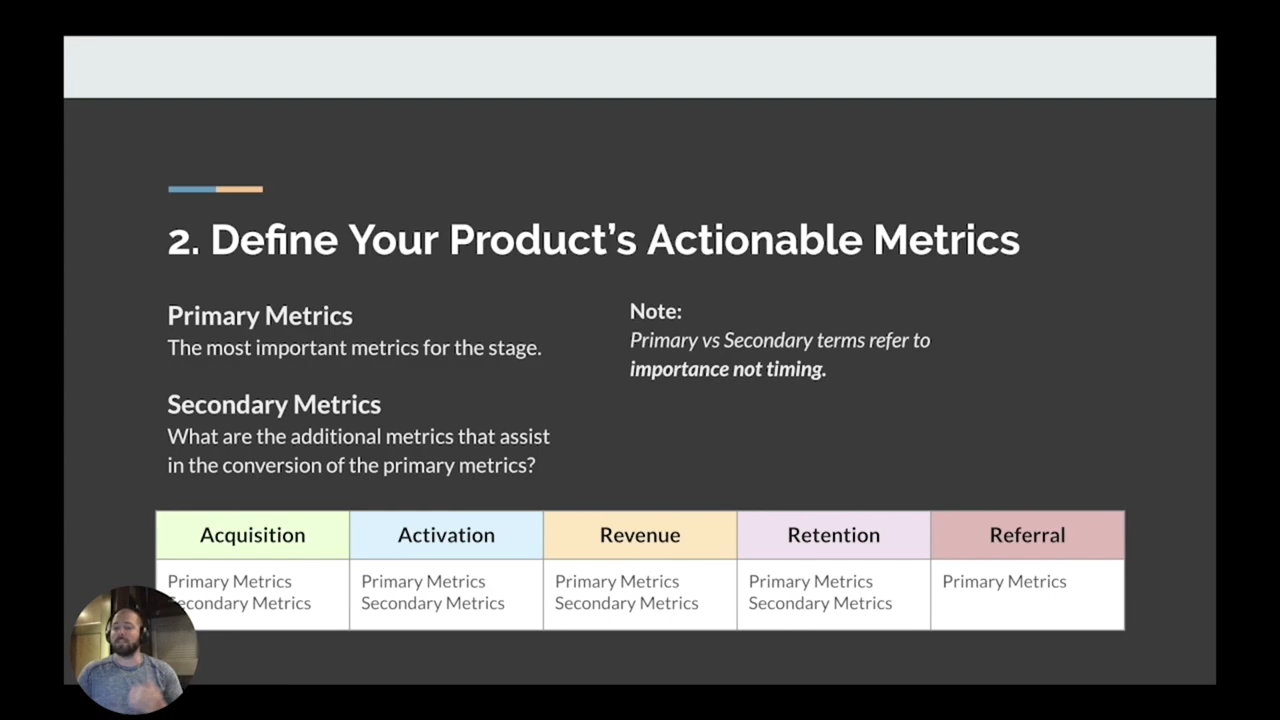 2. Define Your Product's Actionable Metrics
Primary Metrics
The most important metrics for the stage.
Secondary Metrics
What are the additional metrics that assist
in the conversion of the primary metrics?
Note:
Primary vs Secondary terms refer to
importance not timing.
Acquisition
Activation
Revenue
Retention
Referral
Primary Metrics
Secondary Metrics
Primary Metrics
Secondary Metrics
Primary Metrics
Secondary Metrics
Primary Metrics
Secondary Metrics
Primary Metrics